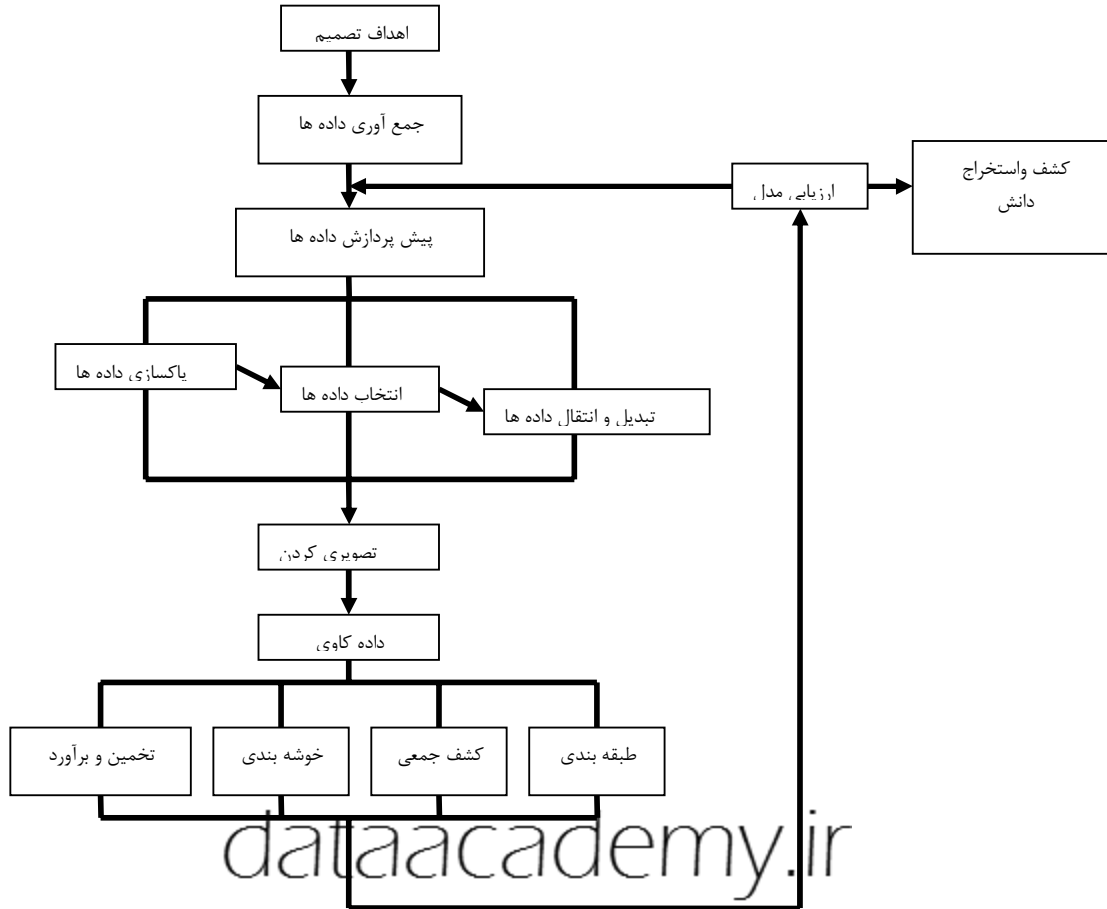 اهداف تصمیم
جمع آوری داده ها
ارزیابی مدل
کشف واستخراج
دانش
پیش پردازش داده ها
پاکسازی داده ها
انتخاب داده ها
تبدیل و انتقال داده ها
تصویری کردن
داده کاوی
طبقه بندی
کشف جمعی
خوشه بندی
تخمین و برآورد
dataacademy.ir